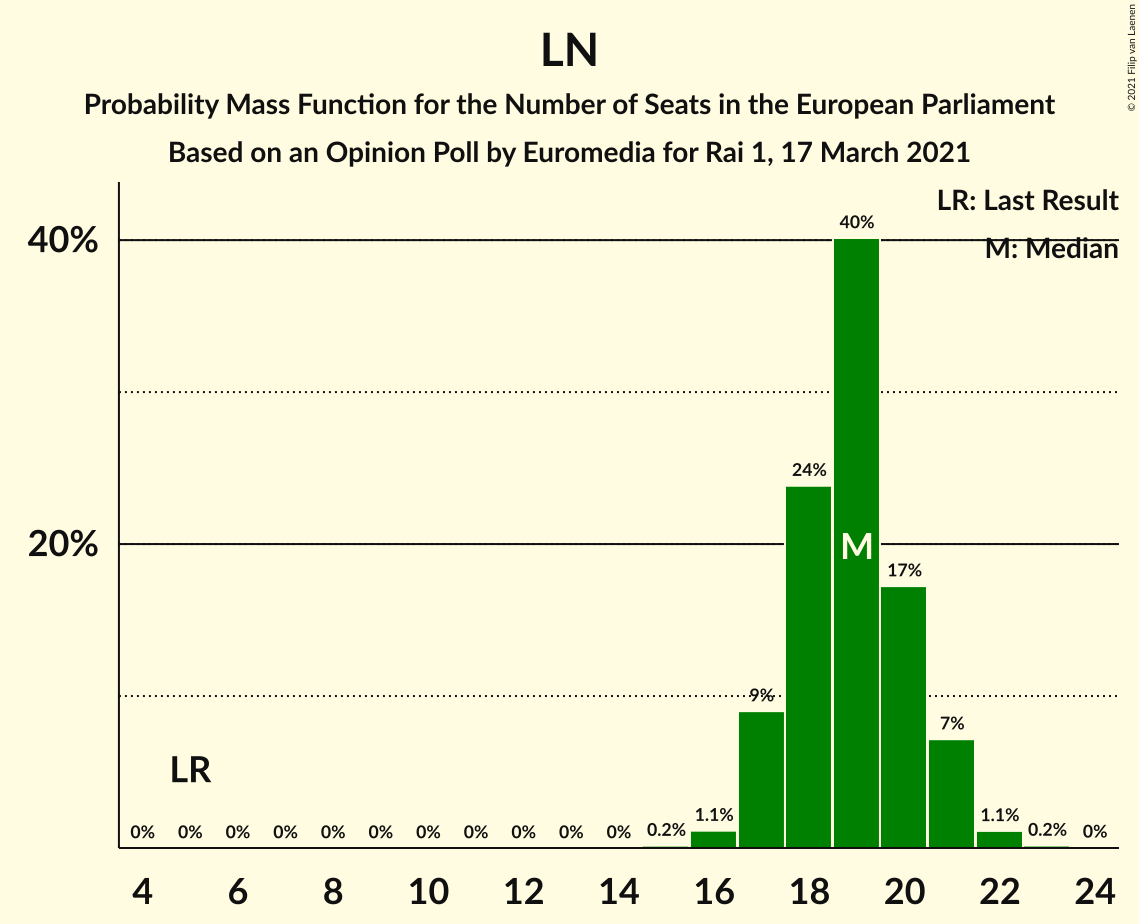 LN
Probability Mass Function for the Number of Seats in the European Parliament
Based on an Opinion Poll by Euromedia for Rai 1, 17 March 2021
© 2021 Filip van Laenen
LR: Last Result
M: Median
40%
20%
40%
24%
M
17%
9%
7%
LR
0% 0% 0% 0% 0% 0% 0% 0% 0% 0% 0% 0.2% 1.1% 1.1% 0.2% 0%
4 6 8 10 12 14 16 18 20 22 24